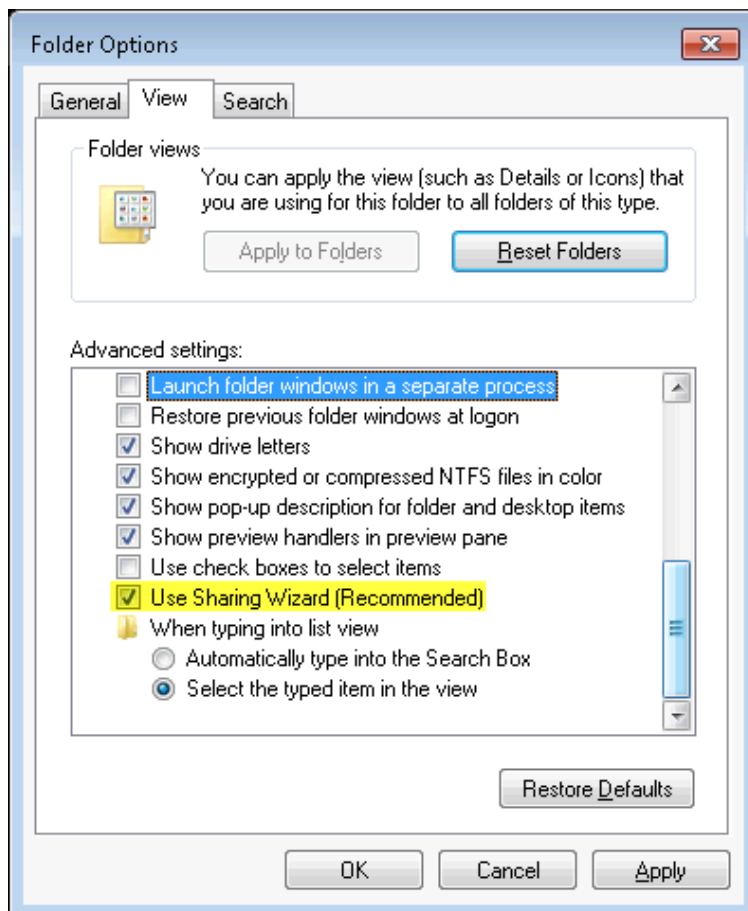 Folder Options
General View Search
Folder views
You can apply the view (such as Details or Icons) that
you are using for this folder to all folders of this type.
Apply to Folders Reset Folders
Advanced settings:
Launch folder windows in a separate process
Restore previous folder windows at logon
Show drive letters
Show encrypted or compressed NTFS files in color
Show pop-up description for folder and desktop items
Show preview handlers in preview pane
Use check boxes to select items
Use Sharing Wizard (Recommended)
When typing into list view
Automatically type into the Search Box
Select the typed item in the view
Restore Defaults
OK Cancel Apply